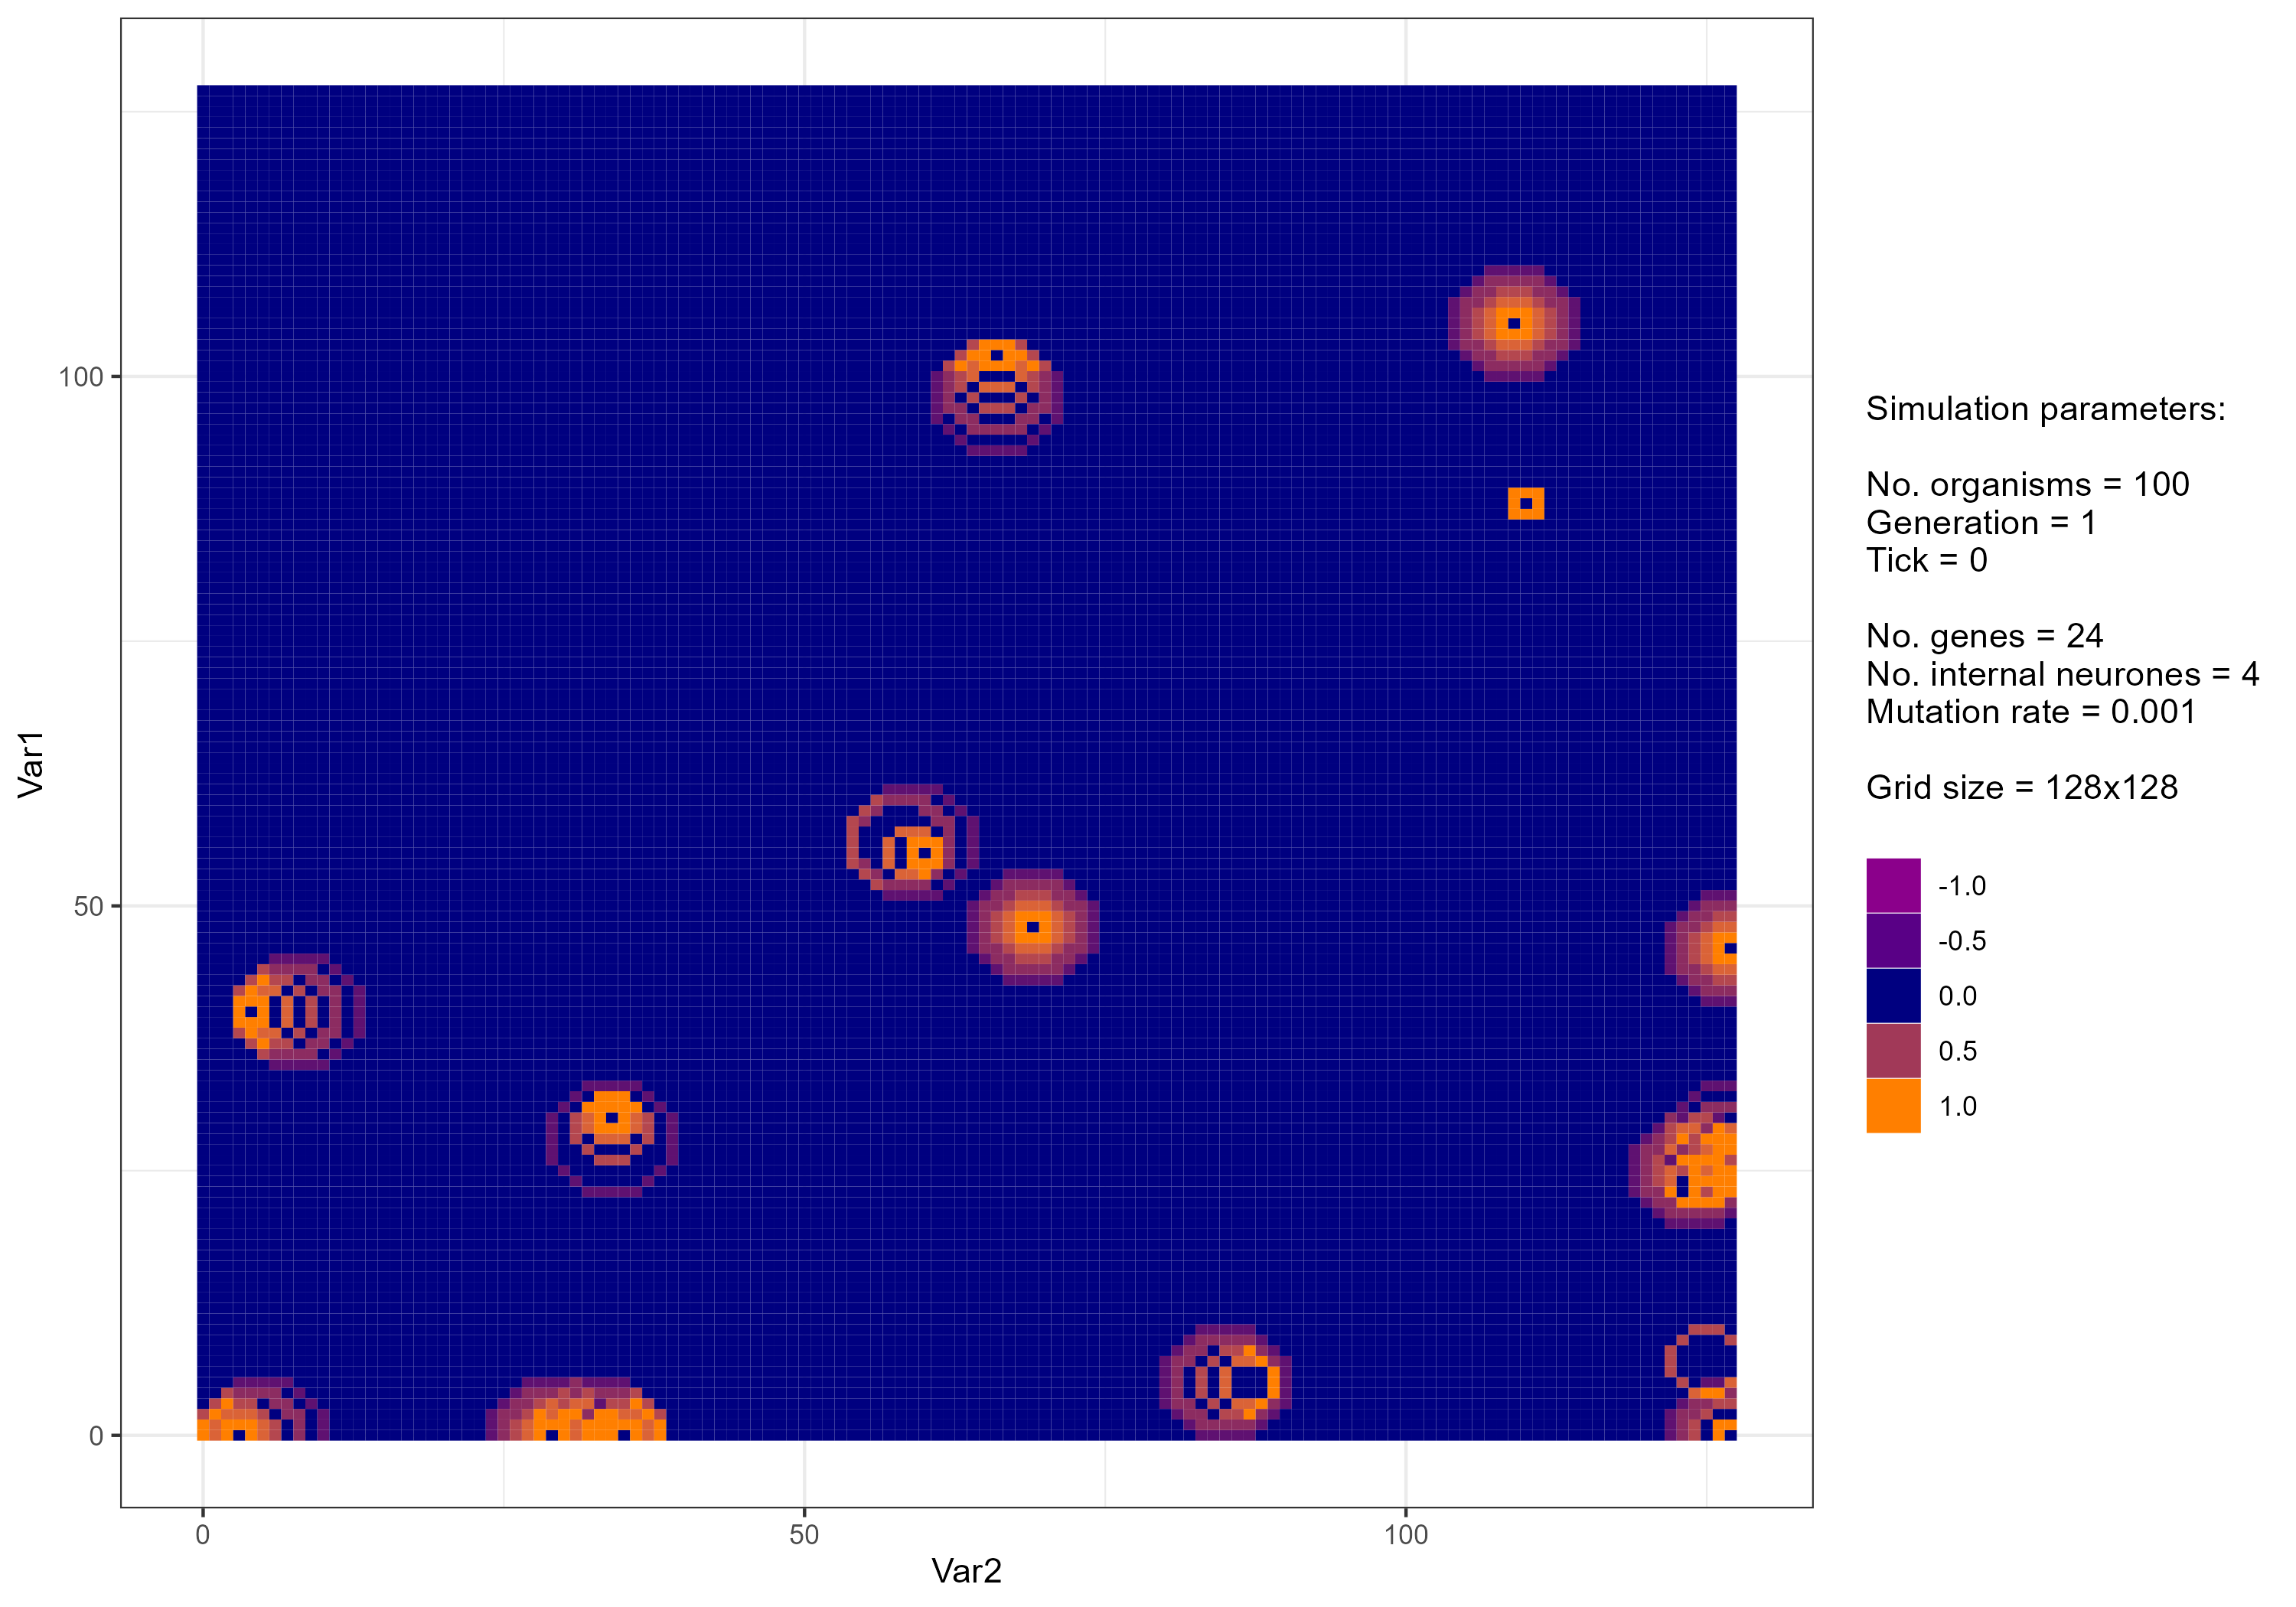 100
50
0
0
50
100
Var1
Var2
Simulation parameters:
No. organisms = 100
Generation = 1
Tick = 0
No. genes = 24
No. internal neurones = 4
Mutation rate = 0.001
Grid size = 128x128
-1.0
-0.5
0.0
0.5
1.0